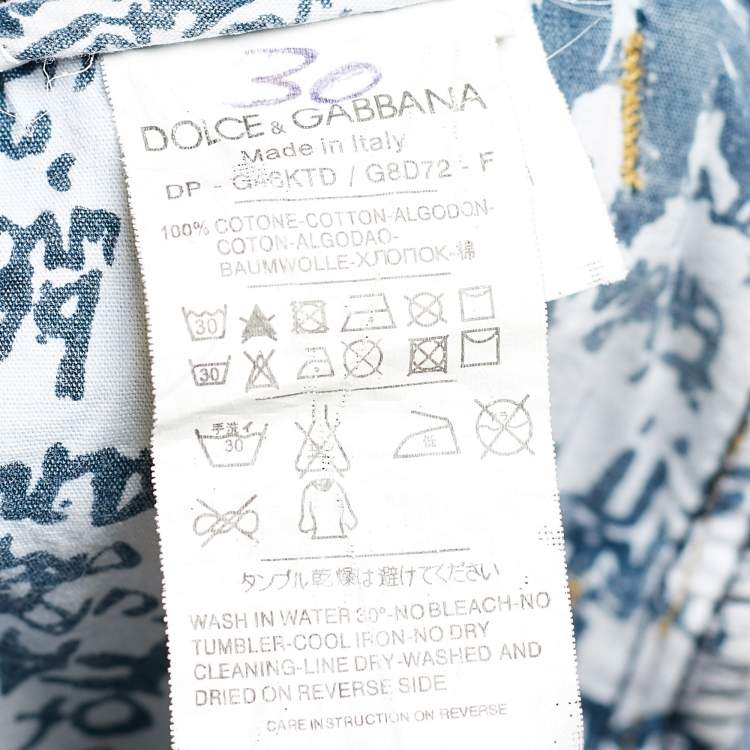 30
DOLCE & GABBANA
Made in Italy
DP - G46KTD / G8D72 - F
100% COTONE-COTTON-ALGODON-
COTON-ALGODAO-
BAUMWOLLE-ХЛОПОК-棉
30
30
手洗イ
30
低
タンブル乾燥は避けてください
WASH IN WATER 30°-NO BLEACH-NO
TUMBLER-COOL IRON-NO DRY
CLEANING-LINE DRY-WASHED AND
DRIED ON REVERSE SIDE
CARE INSTRUCTION ON REVERSE